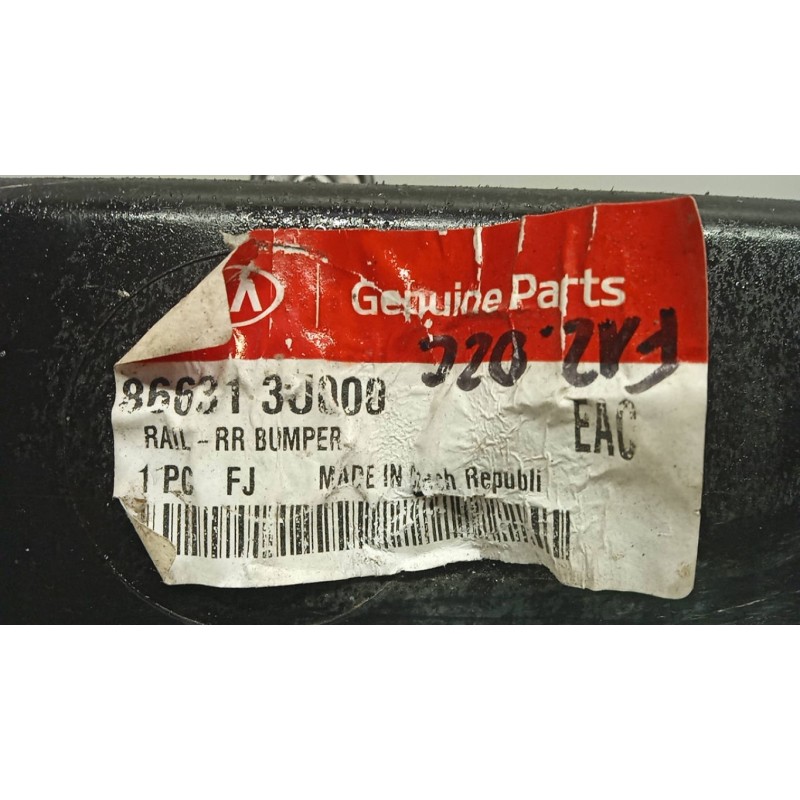 Genuine Parts
86631 3U000
EAC
RAIL - RR BUMPER
1 PC FJ MADE IN Czech Republi